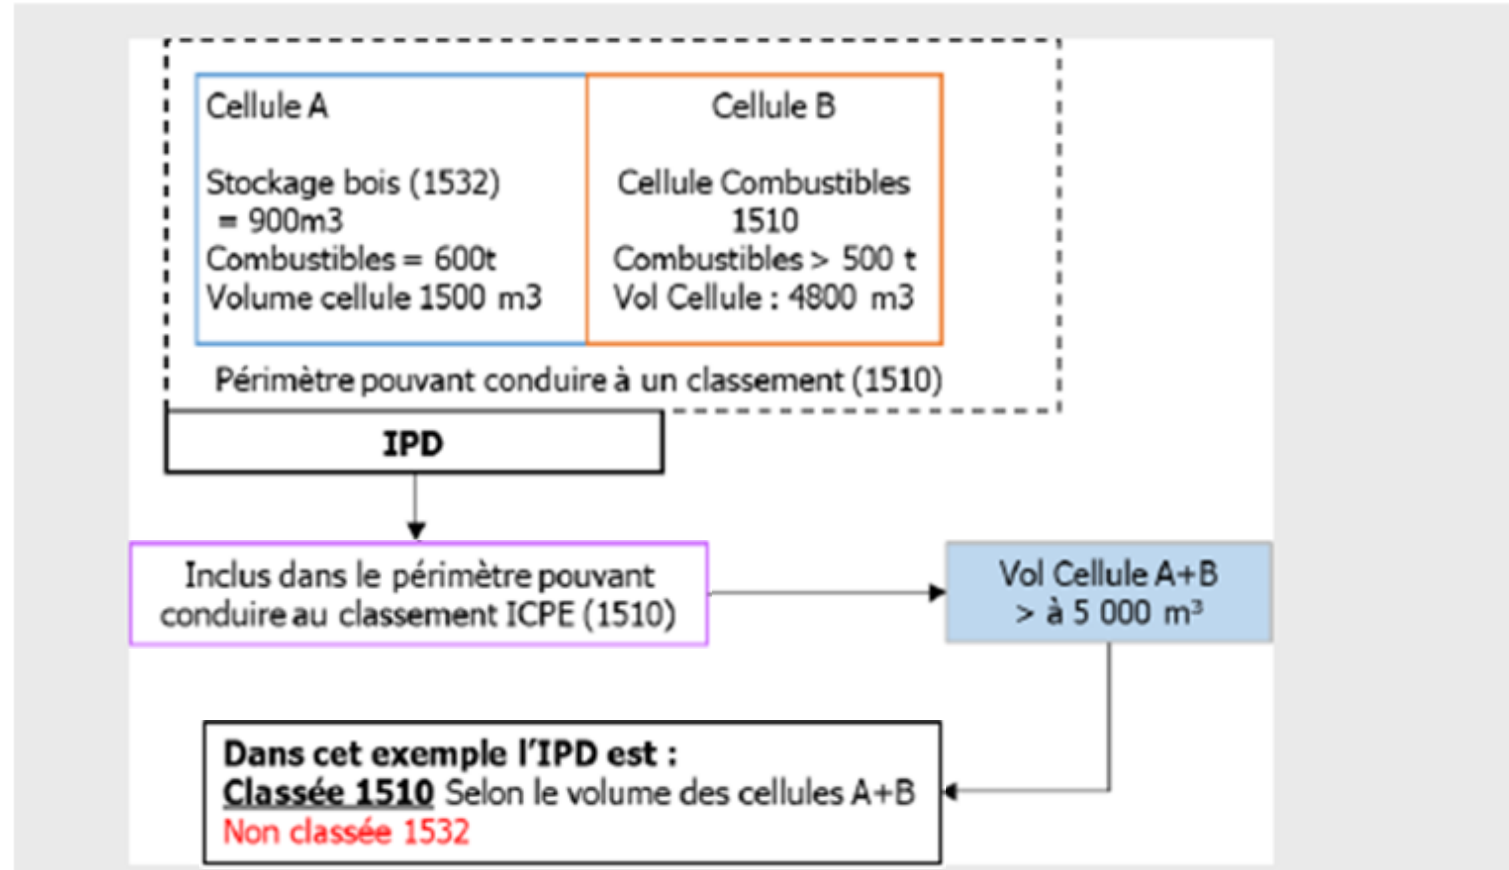 Cellule A
Stockage bois (1532)
= 900m3
Combustibles = 600t
Volume cellule 1500 m3
Cellule B
Cellule Combustibles
1510
Combustibles > 500 t
Vol Cellule : 4800 m3
Périmètre pouvant conduire à un classement (1510)
IPD
Inclus dans le périmètre pouvant
conduire au classement ICPE (1510)
Vol Cellule A+B
> à 5 000 m³
Dans cet exemple l'IPD est :
Classée 1510 Selon le volume des cellules A+B
Non classée 1532